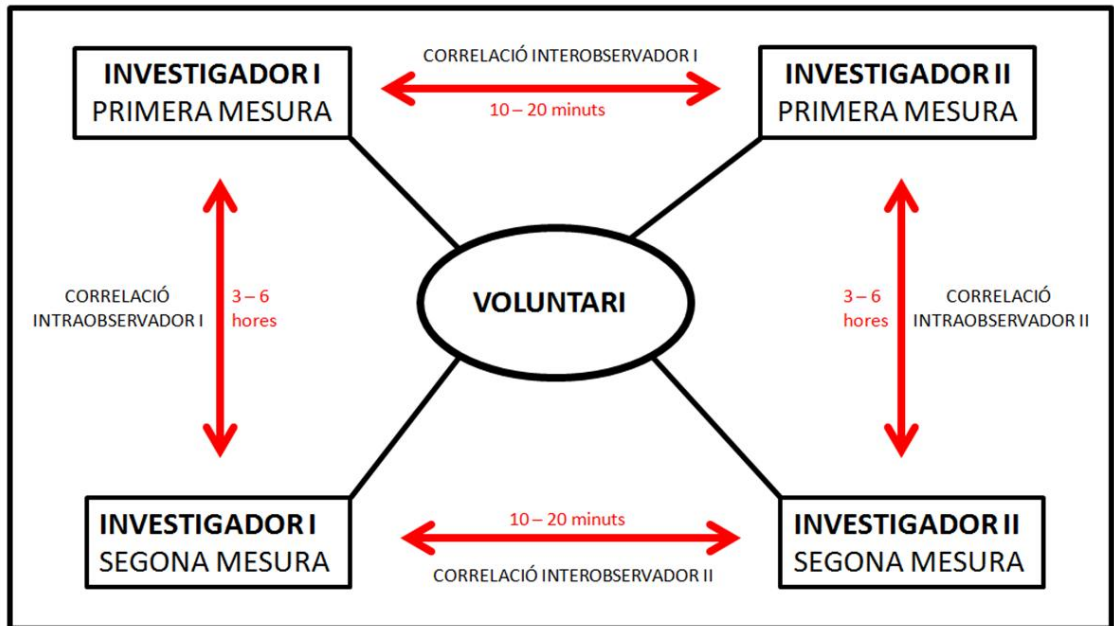 INVESTIGADOR I
PRIMERA MESURA
CORRELACIÓ INTEROBSERVADOR I
10 – 20 minuts
INVESTIGADOR II
PRIMERA MESURA
CORRELACIÓ
INTRAOBSERVADOR I
3 – 6
hores
VOLUNTARI
3 – 6
hores
CORRELACIÓ
INTRAOBSERVADOR II
INVESTIGADOR I
SEGONA MESURA
10 – 20 minuts
CORRELACIÓ INTEROBSERVADOR II
INVESTIGADOR II
SEGONA MESURA